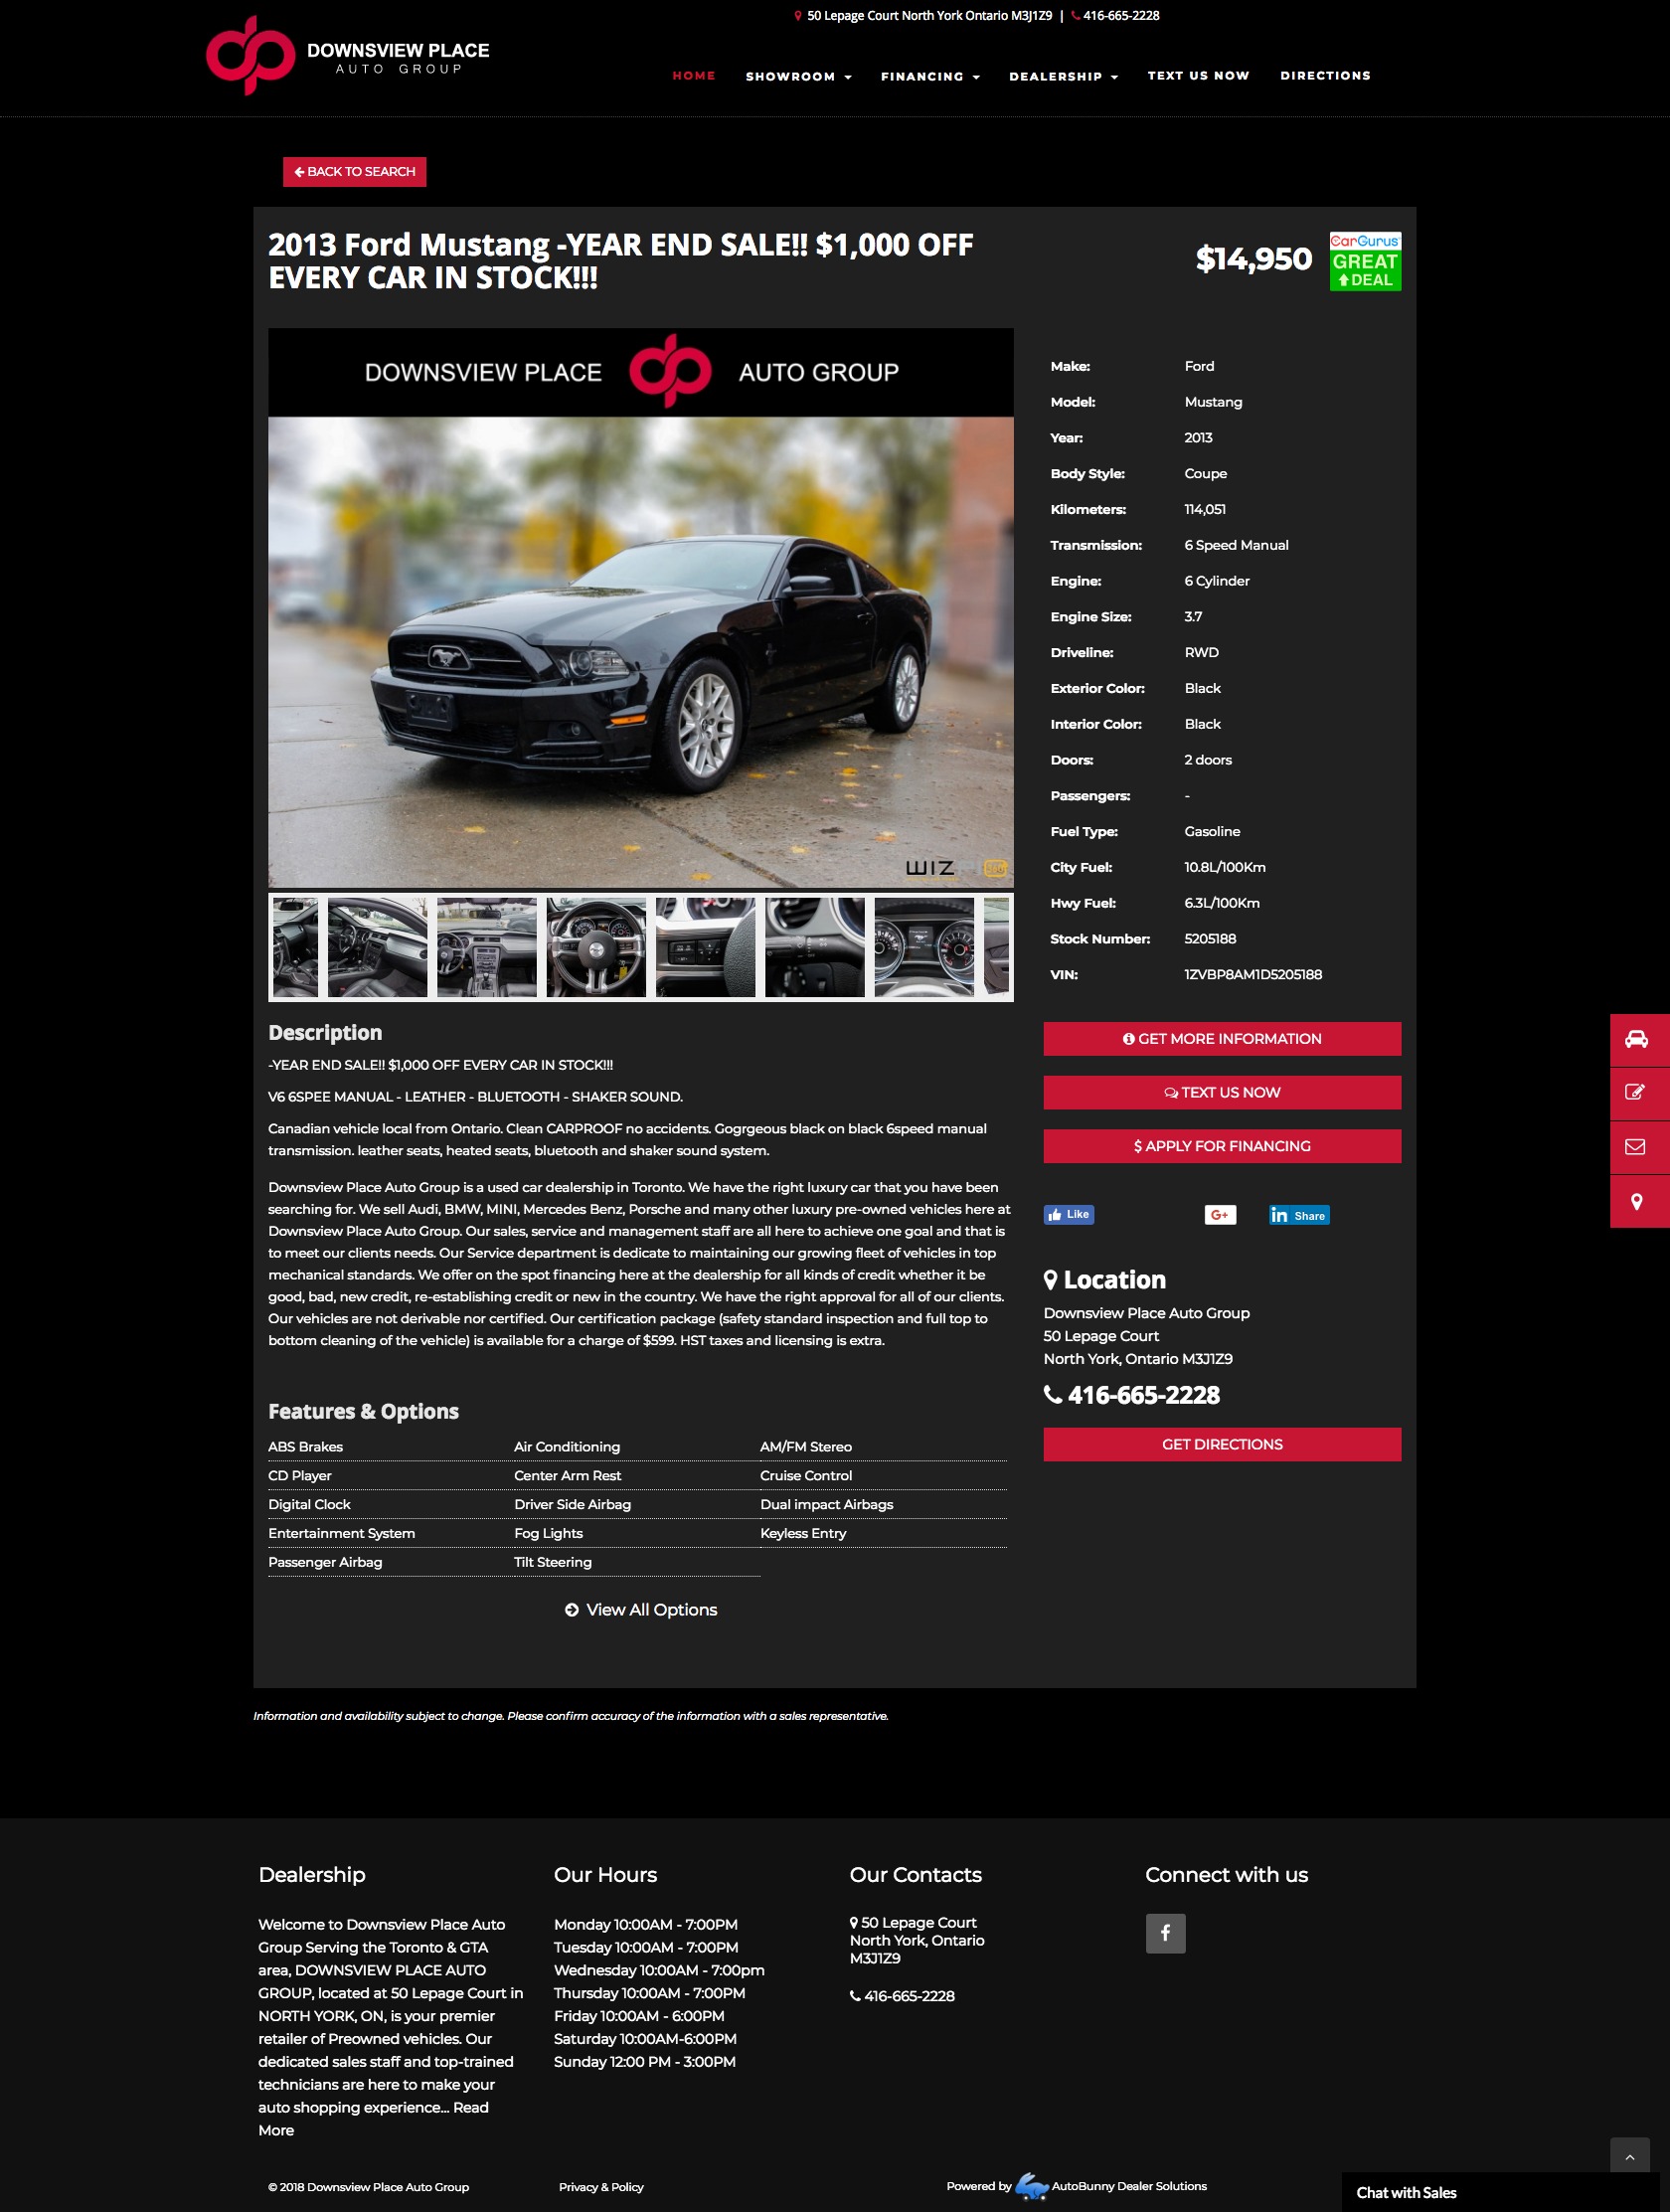 50 Lepage Court North York Ontario M3J1Z9 | 416-665-2228
DOWNSVIEW PLACE
AUTO GROUP
HOME SHOWROOM FINANCING DEALERSHIP TEXT US NOW DIRECTIONS
BACK TO SEARCH
2013 Ford Mustang -YEAR END SALE!! $1,000 OFF
EVERY CAR IN STOCK!!!
$14,950
CarGurus
GREAT
DEAL
DOWNSVIEW PLACE dp AUTO GROUP
WIZ
Make: Ford
Model: Mustang
Year: 2013
Body Style: Coupe
Kilometers: 114,051
Transmission: 6 Speed Manual
Engine: 6 Cylinder
Engine Size: 3.7
Driveline: RWD
Exterior Color: Black
Interior Color: Black
Doors: 2 doors
Passengers: -
Fuel Type: Gasoline
City Fuel: 10.8L/100Km
Hwy Fuel: 6.3L/100Km
Stock Number: 5205188
VIN: 1ZVBP8AM1D5205188
GET MORE INFORMATION
TEXT US NOW
$ APPLY FOR FINANCING
Like G+ in Share
Location
Downsview Place Auto Group
50 Lepage Court
North York, Ontario M3J1Z9
416-665-2228
GET DIRECTIONS
Description
-YEAR END SALE!! $1,000 OFF EVERY CAR IN STOCK!!!
V6 6SPEE MANUAL - LEATHER - BLUETOOTH - SHAKER SOUND.
Canadian vehicle local from Ontario. Clean CARPROOF no accidents. Gogrgeous black on black 6speed manual
transmission. leather seats, heated seats, bluetooth and shaker sound system.
Downsview Place Auto Group is a used car dealership in Toronto. We have the right luxury car that you have been
searching for. We sell Audi, BMW, MINI, Mercedes Benz, Porsche and many other luxury pre-owned vehicles here at
Downsview Place Auto Group. Our sales, service and management staff are all here to achieve one goal and that is
to meet our clients needs. Our Service department is dedicate to maintaining our growing fleet of vehicles in top
mechanical standards. We offer on the spot financing here at the dealership for all kinds of credit whether it be
good, bad, new credit, re-establishing credit or new in the country. We have the right approval for all of our clients.
Our vehicles are not derivable nor certified. Our certification package (safety standard inspection and full top to
bottom cleaning of the vehicle) is available for a charge of $599. HST taxes and licensing is extra.
Features & Options
ABS Brakes Air Conditioning AM/FM Stereo
CD Player Center Arm Rest Cruise Control
Digital Clock Driver Side Airbag Dual impact Airbags
Entertainment System Fog Lights Keyless Entry
Passenger Airbag Tilt Steering
View All Options
Information and availability subject to change. Please confirm accuracy of the information with a sales representative.
Dealership
Welcome to Downsview Place Auto
Group Serving the Toronto & GTA
area, DOWNSVIEW PLACE AUTO
GROUP, located at 50 Lepage Court in
NORTH YORK, ON, is your premier
retailer of Preowned vehicles. Our
dedicated sales staff and top-trained
technicians are here to make your
auto shopping experience... Read
More
Our Hours
Monday 10:00AM - 7:00PM
Tuesday 10:00AM - 7:00PM
Wednesday 10:00AM - 7:00pm
Thursday 10:00AM - 7:00PM
Friday 10:00AM - 6:00PM
Saturday 10:00AM-6:00PM
Sunday 12:00 PM - 3:00PM
Our Contacts
50 Lepage Court
North York, Ontario
M3J1Z9
416-665-2228
Connect with us
© 2018 Downsview Place Auto Group Privacy & Policy Powered by AutoBunny Dealer Solutions
Chat with Sales